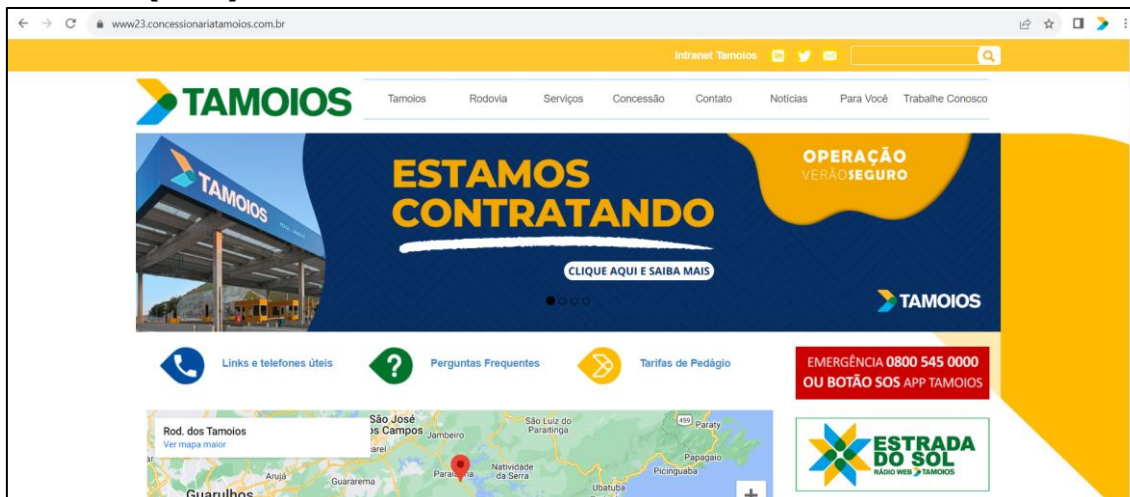 www23.concessionariatamoios.com.br
Intranet Tamoios
TAMOIOS
Tamoios Rodovia Serviços Concessão Contato Notícias Para Você Trabalhe Conosco
TAMOIOS
ESTAMOS
CONTRATANDO
CLIQUE AQUI E SAIBA MAIS
OPERAÇÃO
VERÃOSEGURO
TAMOIOS
Links e telefones úteis
Perguntas Frequentes
Tarifas de Pedágio
EMERGÊNCIA 0800 545 0000
OU BOTÃO SOS APP TAMOIOS
Rod. dos Tamoios
Ver mapa maior
São José
os Campos
Jambeiro
São Luiz do
Paraitinga
459
Paraty
Papagaio
Picinguaba
Natividade
da Serra
Ubatuba
Arujá
Guararema
Guarulhos
+
ESTRADA
DO SOL
RÁDIO WEB TAMOIOS